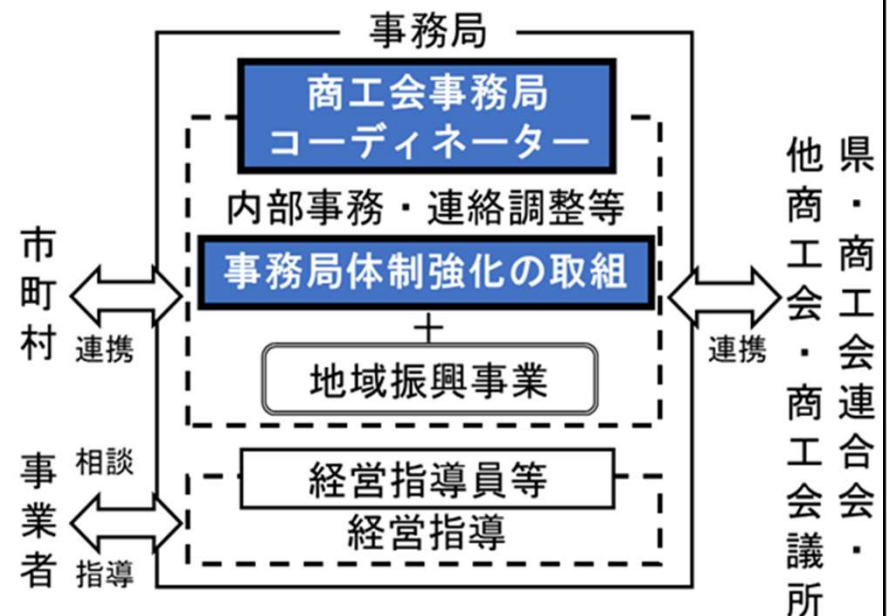 事務局
商工会事務局
コーディネーター
内部事務・連絡調整等
事務局体制強化の取組
+
地域振興事業
経営指導員等
経営指導
市町村
連携
事業者
相談
指導
連携
県・商工会連合会・
他商工会・商工会議所